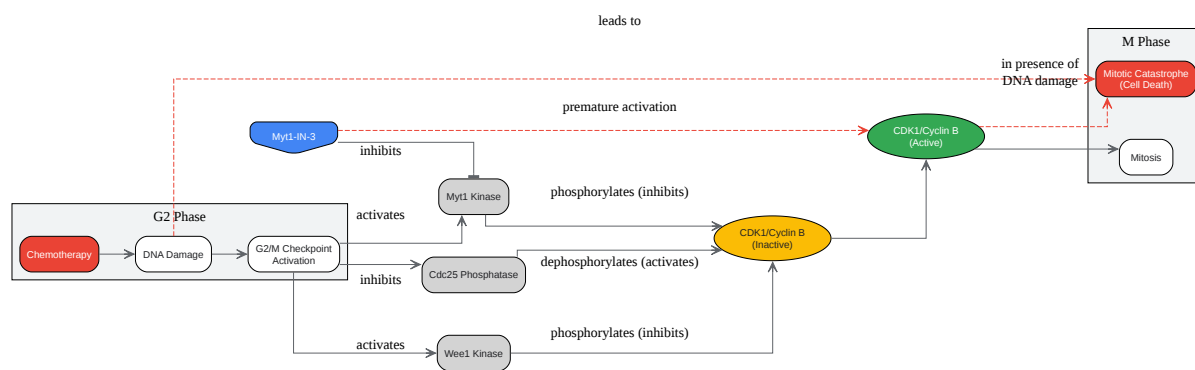 leads to
M Phase
in presence of
DNA damage
Mitotic Catastrophe
(Cell Death)
premature activation
Myt1-IN-3
CDK1/Cyclin B
(Active)
inhibits
Mitosis
Myt1 Kinase
phosphorylates (inhibits)
G2 Phase
activates
CDK1/Cyclin B
(Inactive)
Chemotherapy
DNA Damage
G2/M Checkpoint
Activation
dephosphorylates (activates)
Cdc25 Phosphatase
inhibits
phosphorylates (inhibits)
activates
Wee1 Kinase